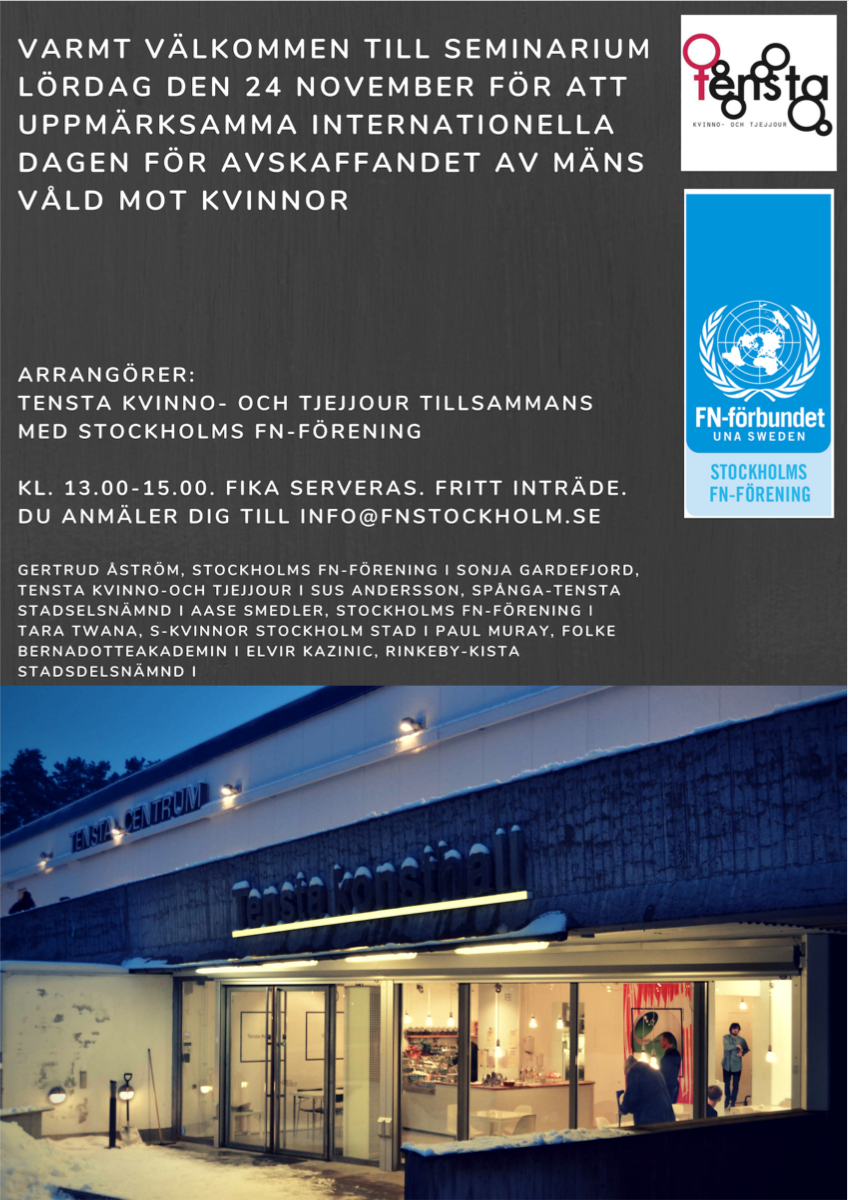 VARMT VÄLKOMMEN TILL SEMINARIUM
LÖRDAG DEN 24 NOVEMBER FÖR ATT
UPPMÄRKSAMMA INTERNATIONELLA
DAGEN FÖR AVSKAFFANDET AV MÄNS
VÅLD MOT KVINNOR
tensta
KVINNO- OCH TJEJJOUR
FN-förbundet
UNA SWEDEN
STOCKHOLMS
FN-FÖRENING
ARRANGÖRER:
TENSTA KVINNO- OCH TJEJJOUR TILLSAMMANS
MED STOCKHOLMS FN-FÖRENING
KL. 13.00-15.00. FIKA SERVERAS. FRITT INTRÄDE.
DU ANMÄLER DIG TILL INFO@FNSTOCKHOLM.SE
GERTRUD ÅSTRÖM, STOCKHOLMS FN-FÖRENING I SONJA GARDEFJORD,
TENSTA KVINNO-OCH TJEJJOUR I SUS ANDERSSON, SPÅNGA-TENSTA
STADSELSNÄMND I AASE SMEDLER, STOCKHOLMS FN-FÖRENING I
TARA TWANA, S-KVINNOR STOCKHOLM STAD I PAUL MURAY, FOLKE
BERNADOTTEAKADEMIN I ELVIR KAZINIC, RINKEBY-KISTA
STADSDELSNÄMND I
TENSTA CENTRUM
Tensta konsthall